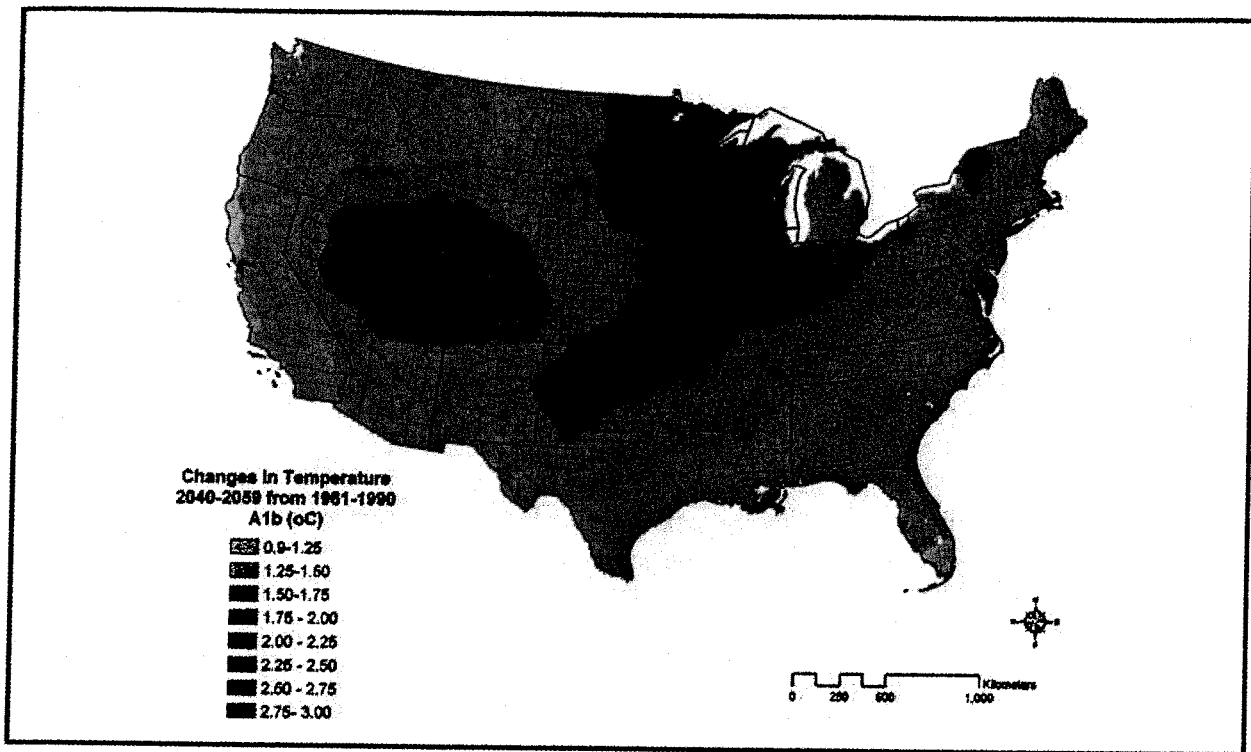 Changes in Temperature
2040-2059 from 1961-1990
A1b (oC)
0.9-1.25
1.25-1.50
1.50-1.75
1.75 - 2.00
2.00 - 2.25
2.25 - 2.50
2.50 - 2.75
2.75- 3.00
0 250 500 1,000
Kilometers